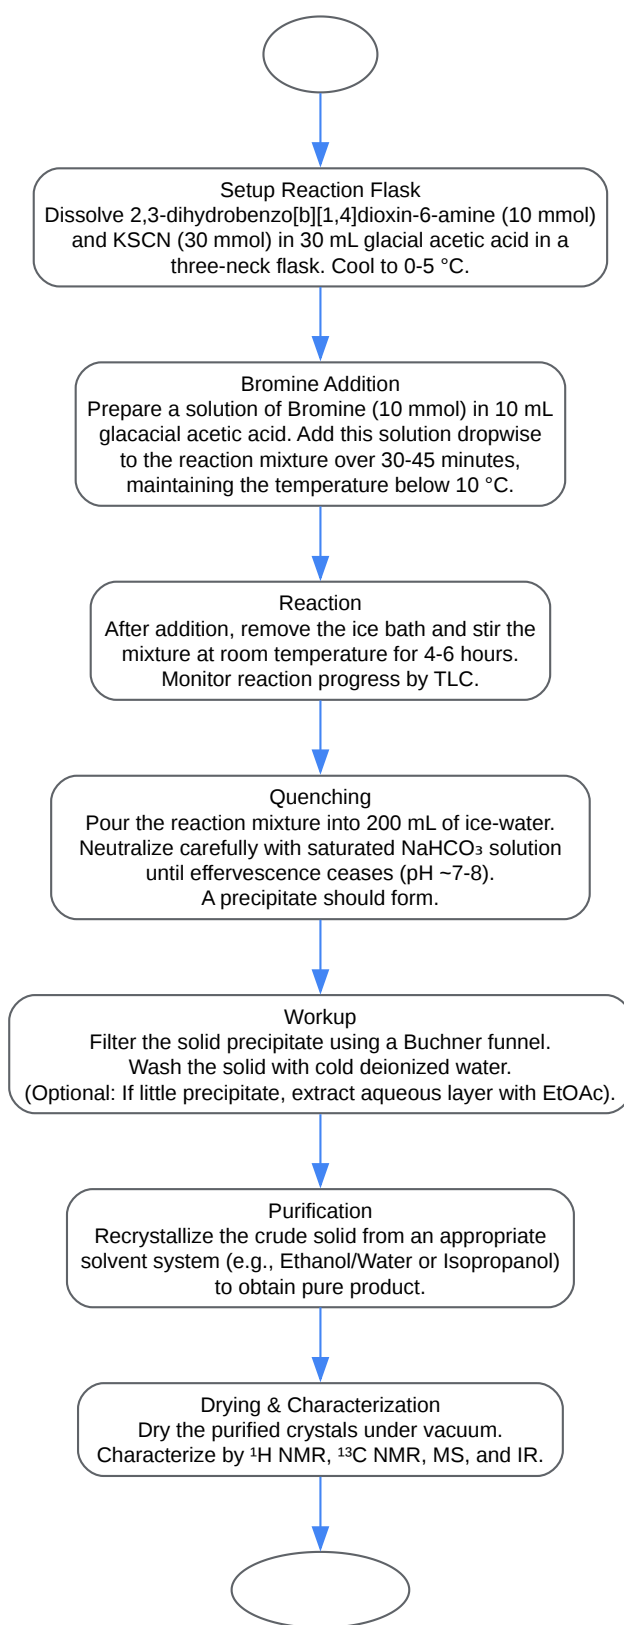 Setup Reaction Flask
Dissolve 2,3-dihydrobenzo[b][1,4]dioxin-6-amine (10 mmol)
and KSCN (30 mmol) in 30 mL glacial acetic acid in a
three-neck flask. Cool to 0-5 °C.
Bromine Addition
Prepare a solution of Bromine (10 mmol) in 10 mL
glacacial acetic acid. Add this solution dropwise
to the reaction mixture over 30-45 minutes,
maintaining the temperature below 10 °C.
Reaction
After addition, remove the ice bath and stir the
mixture at room temperature for 4-6 hours.
Monitor reaction progress by TLC.
Quenching
Pour the reaction mixture into 200 mL of ice-water.
Neutralize carefully with saturated NaHCO₃ solution
until effervescence ceases (pH ~7-8).
A precipitate should form.
Workup
Filter the solid precipitate using a Buchner funnel.
Wash the solid with cold deionized water.
(Optional: If little precipitate, extract aqueous layer with EtOAc).
Purification
Recrystallize the crude solid from an appropriate
solvent system (e.g., Ethanol/Water or Isopropanol)
to obtain pure product.
Drying & Characterization
Dry the purified crystals under vacuum.
Characterize by ¹H NMR, ¹³C NMR, MS, and IR.